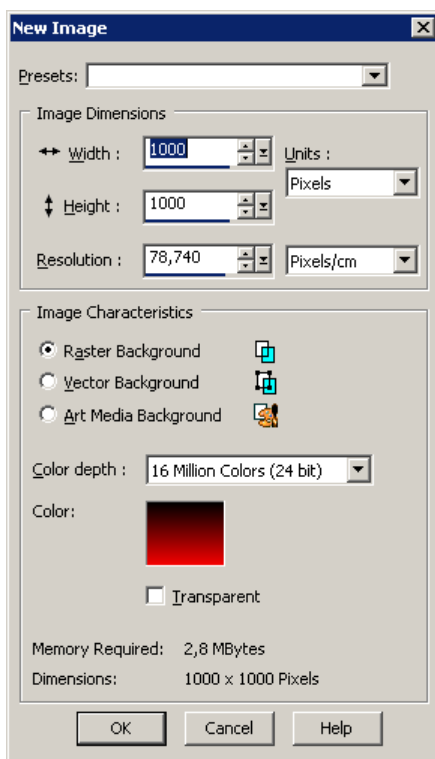 New Image
Presets:
Image Dimensions
Width : 1000 Units :
Pixels
Height : 1000
Resolution : 78,740 Pixels/cm
Image Characteristics
Raster Background
Vector Background
Art Media Background
Color depth : 16 Million Colors (24 bit)
Color:
Transparent
Memory Required: 2,8 MBytes
Dimensions: 1000 x 1000 Pixels
OK Cancel Help